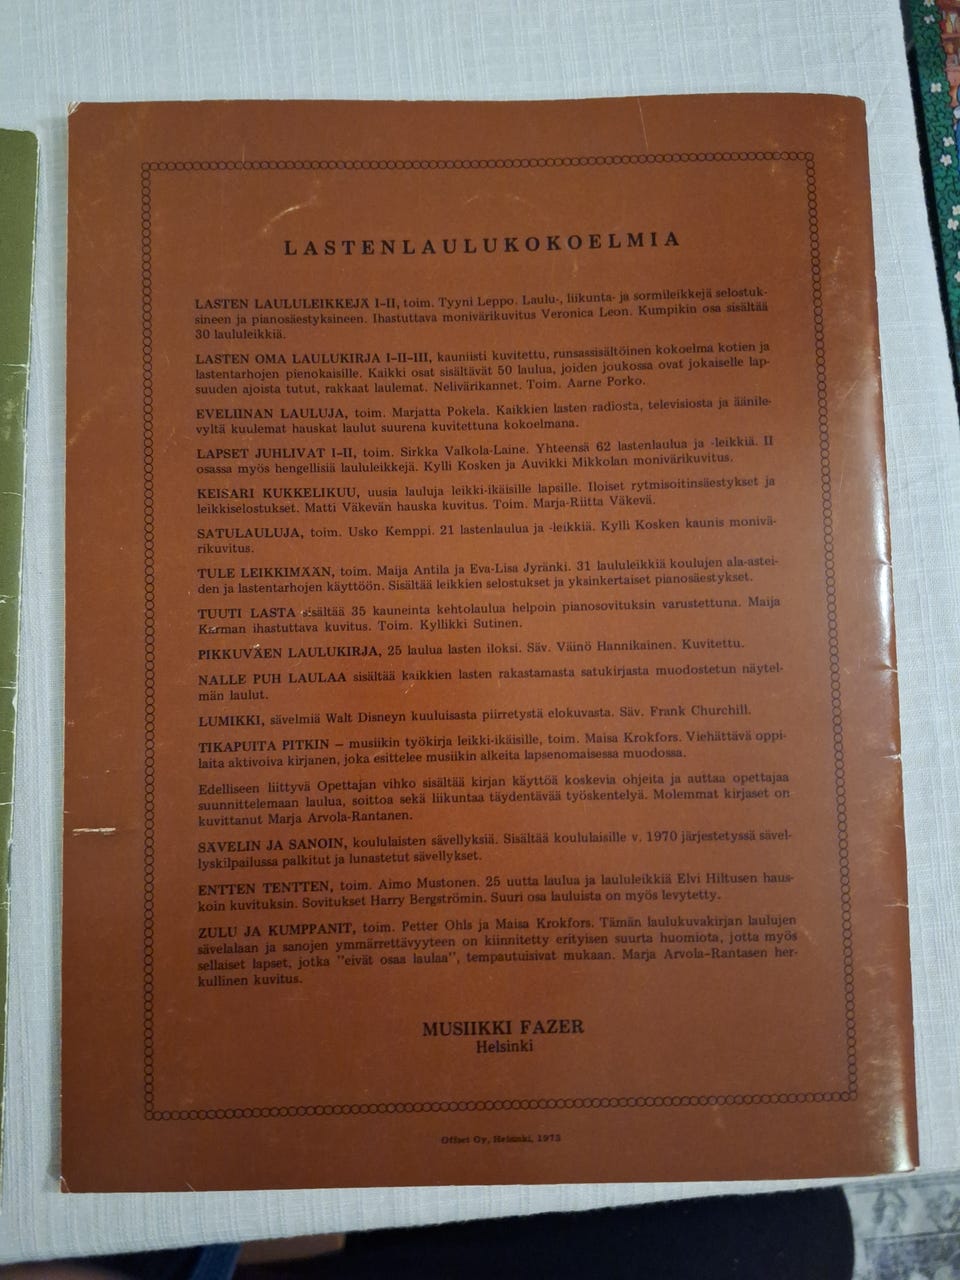 LASTENLAULUKOKOELMIA
LASTEN LAULULEIKKEJÄ I–II, toim. Tyyni Leppo. Laulu-, liikunta- ja sormileikkejä selostuk-
sineen ja pianosäestyksineen. Ihastuttava monivärikuvitus Veronica Leon. Kumpikin osa sisältää
30 laululeikkiä.
LASTEN OMA LAULUKIRJA I–II–III, kauniisti kuvitettu, runsassisältöinen kokoelma kotien ja
lastentarhojen pienokaisille. Kaikki osat sisältävät 50 laulua, joiden joukossa ovat jokaiselle lap-
suuden ajoista tutut, rakkaat laulemat. Nelivärikannet. Toim. Aarne Porko.
EVELIINAN LAULUJA, toim. Marjatta Pokela. Kaikkien lasten radiosta, televisiosta ja äänile-
vyltä kuulemat hauskat laulut suurena kuvitettuna kokoelmana.
LAPSET JUHLIVAT I–II, toim. Sirkka Valkola-Laine. Yhteensä 62 lastenlaulua ja -leikkiä. II
osassa myös hengellisiä laululeikkejä. Kylli Kosken ja Auvikki Mikkolan monivärikuvitus.
KEISARI KUKKELIKUU, uusia lauluja leikki-ikäisille lapsille. Iloiset rytmisoitinsäestykset ja
leikkiselostukset. Matti Väkevän hauska kuvitus. Toim. Marja-Riitta Väkevä.
SATULAULUJA, toim. Usko Kemppi. 21 lastenlaulua ja -leikkiä. Kylli Kosken kaunis monivä-
rikuvitus.
TULE LEIKKIMÄÄN, toim. Maija Antila ja Eva-Lisa Jyränki. 31 laululeikkiä koulujen ala-astei-
den ja lastentarhojen käyttöön. Sisältää leikkien selostukset ja yksinkertaiset pianosäestykset.
TUUTI LASTA sisältää 35 kauneinta kehtolaulua helpoin pianosovituksin varustettuna. Maija
Karman ihastuttava kuvitus. Toim. Kyllikki Sutinen.
PIKKUVÄEN LAULUKIRJA, 25 laulua lasten iloksi. Säv. Väinö Hannikainen. Kuvitettu.
NALLE PUH LAULAA sisältää kaikkien lasten rakastamasta satukirjasta muodostetun näytel-
män laulut.
LUMIKKI, sävelmiä Walt Disneyn kuuluisasta piirretystä elokuvasta. Säv. Frank Churchill.
TIKAPUITA PITKIN – musiikin työkirja leikki-ikäisille, toim. Maisa Krokfors. Viehättävä oppi-
laita aktivoiva kirjanen, joka esittelee musiikin alkeita lapsenomaisessa muodossa.
Edelliseen liittyvä Opettajan vihko sisältää kirjan käyttöä koskevia ohjeita ja auttaa opettajaa
suunnittelemaan laulua, soittoa sekä liikuntaa täydentävää työskentelyä. Molemmat kirjaset on
kuvittanut Marja Arvola-Rantanen.
SÄVELIN JA SANOIN, koululaisten sävellyksiä. Sisältää koululaisille v. 1970 järjestetyssä sävel-
lyskilpailussa palkitut ja lunastetut sävellykset.
ENTTEN TENTTEN, toim. Aimo Mustonen. 25 uutta laulua ja laululeikkiä Elvi Hiltusen haus-
koin kuvituksin. Sovitukset Harry Bergströmin. Suuri osa lauluista on myös levytetty.
ZULU JA KUMPPANIT, toim. Petter Ohls ja Maisa Krokfors. Tämän laulukuvakirjan laulujen
sävelalaan ja sanojen ymmärrettävyyteen on kiinnitetty erityisen suurta huomiota, jotta myös
sellaiset lapset, jotka "eivät osaa laulaa", tempautuisivat mukaan. Marja Arvola-Rantasen her-
kullinen kuvitus.
MUSIIKKI FAZER
Helsinki
Offset Oy, Helsinki, 1973